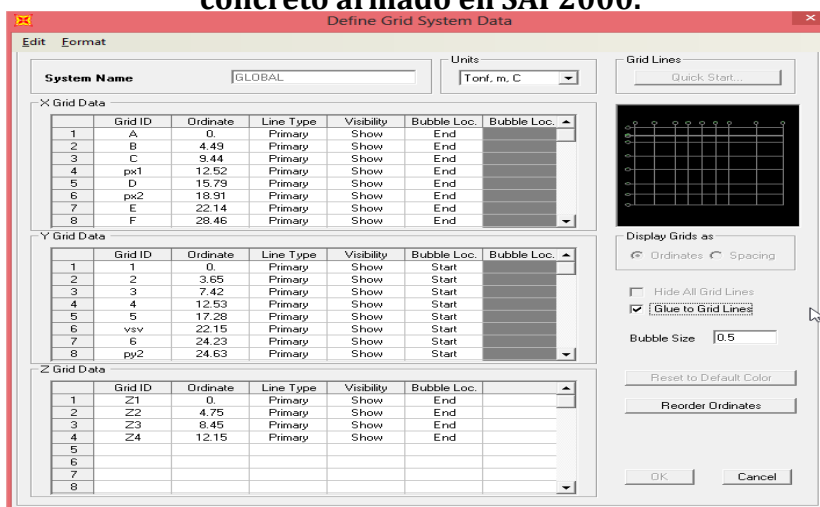 concreto armado en SAP2000.
Define Grid System Data
Edit Format
System Name GLOBAL
Units
Tonf, m, C
Grid Lines
Quick Start...
X Grid Data
Grid ID Ordinate Line Type Visibility Bubble Loc. Bubble Loc.
1 A 0. Primary Show End
2 B 4.49 Primary Show End
3 C 9.44 Primary Show End
4 px1 12.52 Primary Show End
5 D 15.79 Primary Show End
6 px2 18.91 Primary Show End
7 E 22.14 Primary Show End
8 F 28.46 Primary Show End
Y Grid Data
Grid ID Ordinate Line Type Visibility Bubble Loc. Bubble Loc.
1 1 0. Primary Show Start
2 2 3.65 Primary Show Start
3 3 7.42 Primary Show Start
4 4 12.53 Primary Show Start
5 5 17.28 Primary Show Start
6 vsv 22.15 Primary Show Start
7 6 24.23 Primary Show Start
8 py2 24.63 Primary Show Start
Display Grids as
Ordinates Spacing
Hide All Grid Lines
Glue to Grid Lines
Bubble Size 0.5
Z Grid Data
Grid ID Ordinate Line Type Visibility Bubble Loc.
1 Z1 0. Primary Show End
2 Z2 4.75 Primary Show End
3 Z3 8.45 Primary Show End
4 Z4 12.15 Primary Show End
5
6
7
8
Reset to Default Color
Reorder Ordinates
OK Cancel